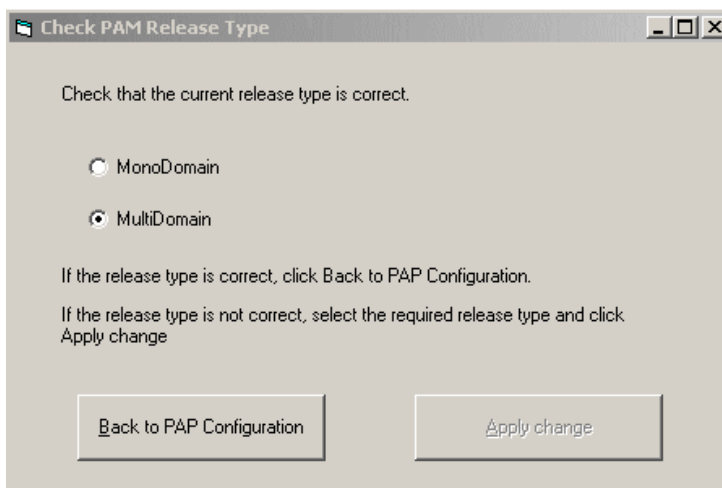 Check PAM Release Type
Check that the current release type is correct.
MonoDomain
MultiDomain
If the release type is correct, click Back to PAP Configuration.
If the release type is not correct, select the required release type and click
Apply change
Back to PAP Configuration
Apply change